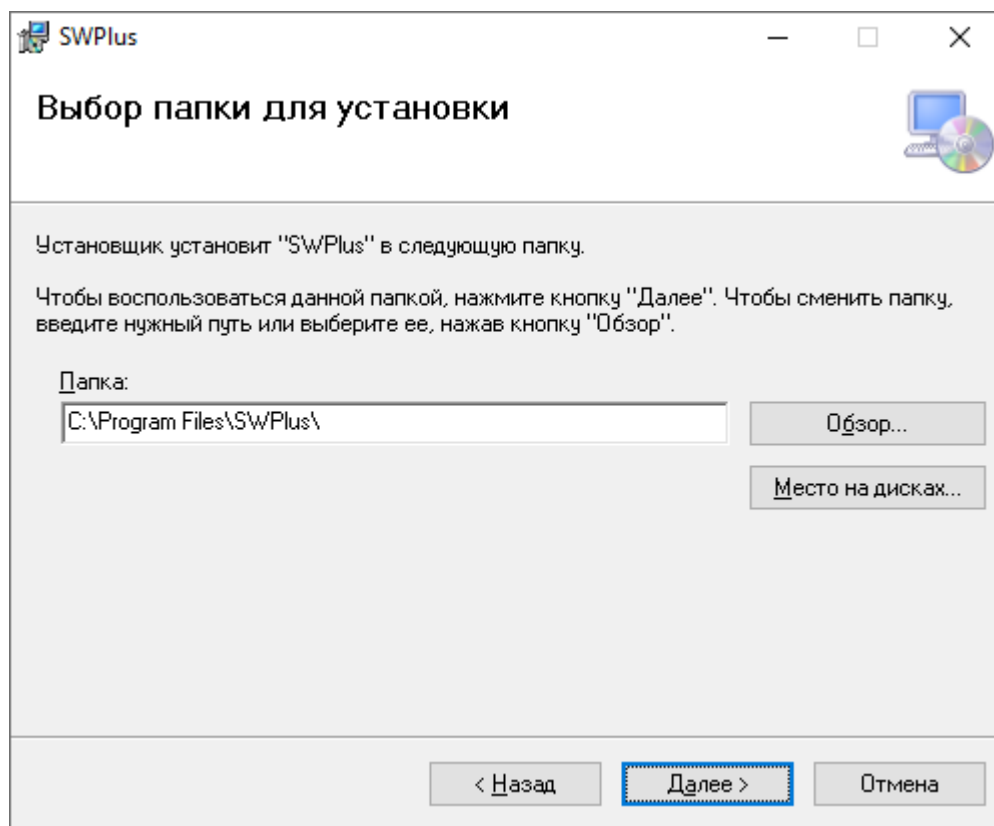 SWPlus
Выбор папки для установки
Установщик установит "SWPlus" в следующую папку.
Чтобы воспользоваться данной папкой, нажмите кнопку "Далее". Чтобы сменить папку,
введите нужный путь или выберите ее, нажав кнопку "Обзор".
Папка:
C:\Program Files\SWPlus\
Обзор...
Место на дисках...
< Назад
Далее >
Отмена